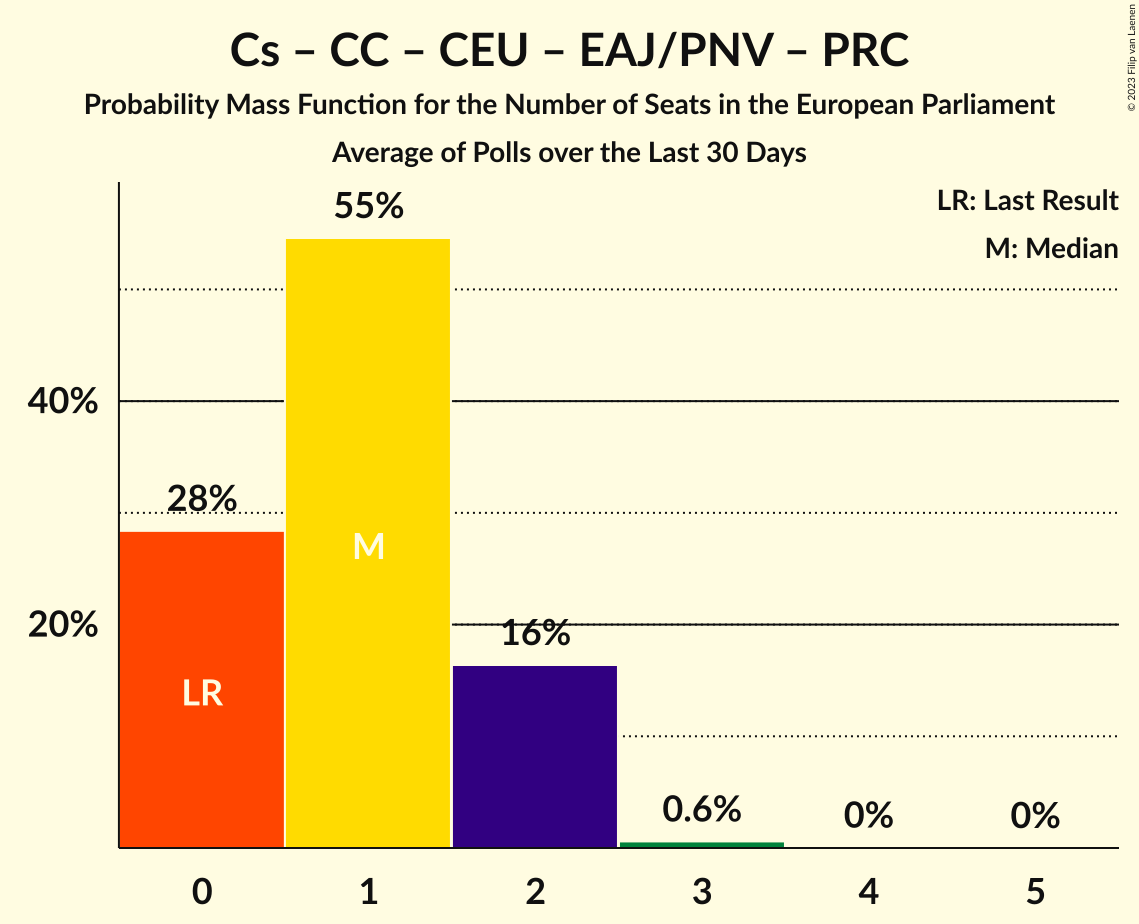 Cs – CC – CEU – EAJ/PNV – PRC
Probability Mass Function for the Number of Seats in the European Parliament
Average of Polls over the Last 30 Days
© 2023 Filip van Laenen
LR: Last Result
M: Median
55%
40%
28%
M
20%
16%
LR
0.6%
0%
0%
0 1 2 3 4 5